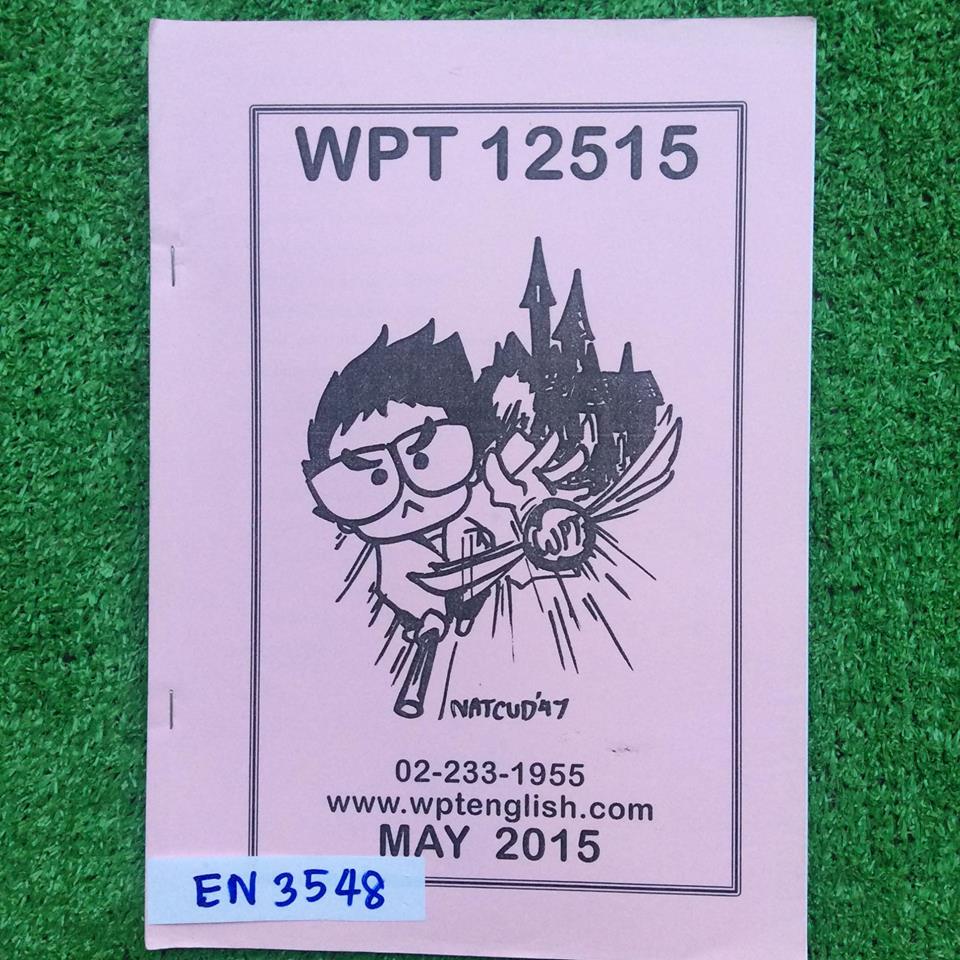 WPT 12515
WPT
NATCUD'47
02-233-1955
www.wptenglish.com
MAY 2015
EN 3548